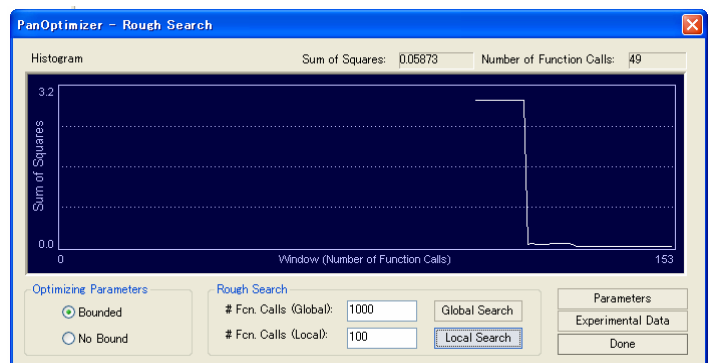 PanOptimizer - Rough Search
Histogram Sum of Squares: 0.05873 Number of Function Calls: 49
3.2
Sum of Squares
0.0
0 Window (Number of Function Calls) 153
Optimizing Parameters
Bounded
No Bound
Rough Search
# Fcn. Calls (Global): 1000 Global Search
# Fcn. Calls (Local): 100 Local Search
Parameters
Experimental Data
Done